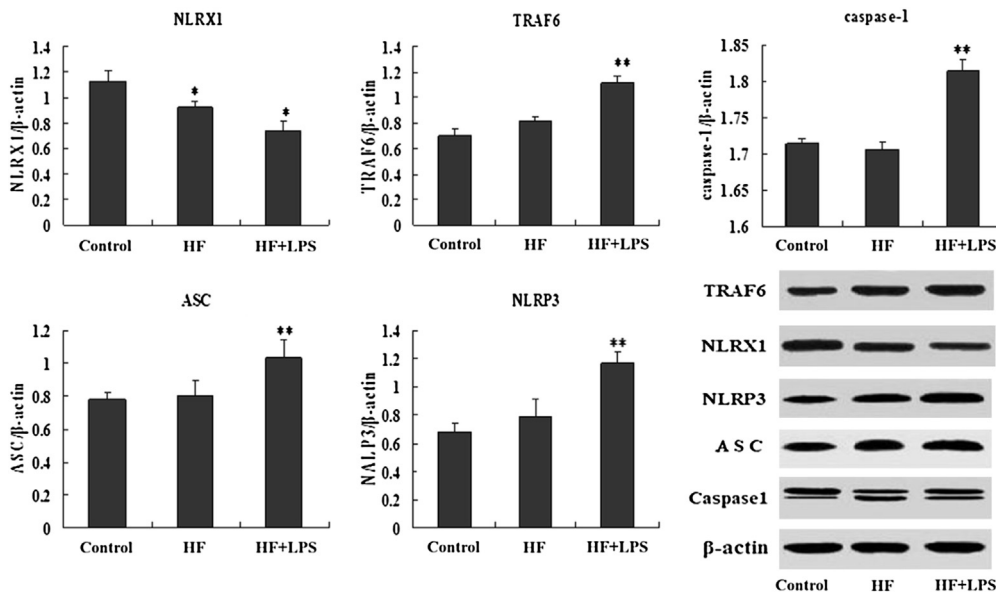 NLRX1
NLRX1/β-actin
1.4
1.2
1
0.8
0.6
0.4
0.2
0
*
*
Control HF HF+LPS
TRAF6
TRAF6/β-actin
1.4
1.2
1
0.8
0.6
0.4
0.2
0
**
Control HF HF+LPS
caspase-1
caspase-1/β-actin
1.85
1.8
1.75
1.7
1.65
1.6
**
Control HF HF+LPS
ASC
ASC/β-actin
1.2
1
0.8
0.6
0.4
0.2
0
**
Control HF HF+LPS
NLRP3
NALP3/β-actin
1.4
1.2
1
0.8
0.6
0.4
0.2
0
**
Control HF HF+LPS
TRAF6
NLRX1
NLRP3
ASC
Caspase1
β-actin
Control HF HF+LPS